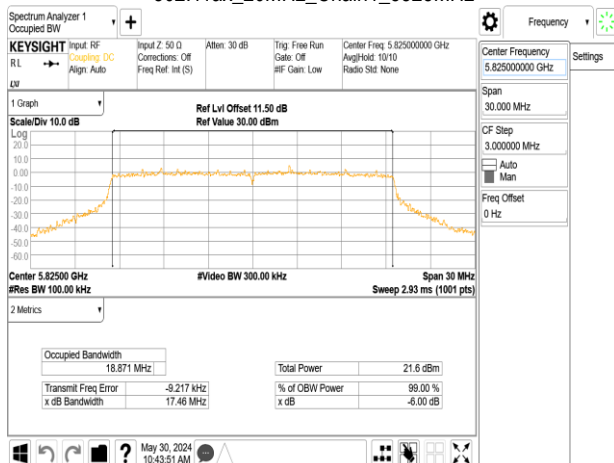 Spectrum Analyzer 1
Occupied BW
Frequency
KEYSIGHT
Input: RF
Coupling: DC
Align: Auto
Input Z: 50 Ω
Corrections: Off
Freq Ref: Int (S)
Atten: 30 dB
Trig: Free Run
Gate: Off
#IF Gain: Low
Center Freq: 5.825000000 GHz
Avg|Hold: 10/10
Radio Std: None
R L
LXI
Center Frequency
5.825000000 GHz
Settings
Span
30.000 MHz
CF Step
3.000000 MHz
Auto
Man
Freq Offset
0 Hz
1 Graph
Ref Lvl Offset 11.50 dB
Scale/Div 10.0 dB
Ref Value 30.00 dBm
Log
20.0
10.0
0.00
-10.0
-20.0
-30.0
-40.0
-50.0
-60.0
Center 5.82500 GHz
#Video BW 300.00 kHz
Span 30 MHz
#Res BW 100.00 kHz
Sweep 2.93 ms (1001 pts)
2 Metrics
Occupied Bandwidth
18.871 MHz
Total Power
21.6 dBm
Transmit Freq Error
-9.217 kHz
% of OBW Power
99.00 %
x dB Bandwidth
17.46 MHz
x dB
-6.00 dB
?
May 30, 2024
10:43:51 AM